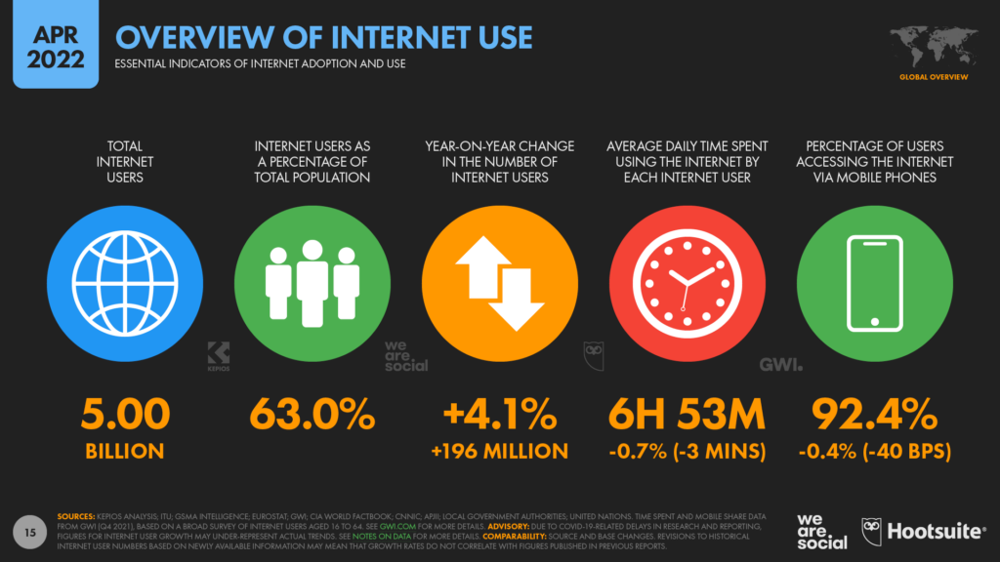 APR
2022
OVERVIEW OF INTERNET USE
ESSENTIAL INDICATORS OF INTERNET ADOPTION AND USE
GLOBAL OVERVIEW
TOTAL
INTERNET
USERS
INTERNET USERS AS
A PERCENTAGE OF
TOTAL POPULATION
YEAR-ON-YEAR CHANGE
IN THE NUMBER OF
INTERNET USERS
AVERAGE DAILY TIME SPENT
USING THE INTERNET BY
EACH INTERNET USER
PERCENTAGE OF USERS
ACCESSING THE INTERNET
VIA MOBILE PHONES
KEPIOS
we
are
social
GWI.
5.00
BILLION
63.0%
+4.1%
+196 MILLION
6H 53M
-0.7% (-3 MINS)
92.4%
-0.4% (-40 BPS)
15
SOURCES: KEPIOS ANALYSIS; ITU; GSMA INTELLIGENCE; EUROSTAT; GWI; CIA WORLD FACTBOOK; CNNIC; APJII; LOCAL GOVERNMENT AUTHORITIES; UNITED NATIONS. TIME SPENT AND MOBILE SHARE DATA
FROM GWI (Q4 2021), BASED ON A BROAD SURVEY OF INTERNET USERS AGED 16 TO 64. SEE GWI.COM FOR MORE DETAILS. ADVISORY: DUE TO COVID-19-RELATED DELAYS IN RESEARCH AND REPORTING,
FIGURES FOR INTERNET USER GROWTH MAY UNDER-REPRESENT ACTUAL TRENDS. SEE NOTES ON DATA FOR MORE DETAILS. COMPARABILITY: SOURCE AND BASE CHANGES. REVISIONS TO HISTORICAL
INTERNET USER NUMBERS BASED ON NEWLY AVAILABLE INFORMATION MAY MEAN THAT GROWTH RATES DO NOT CORRELATE WITH FIGURES PUBLISHED IN PREVIOUS REPORTS.
we
are
social
Hootsuite®